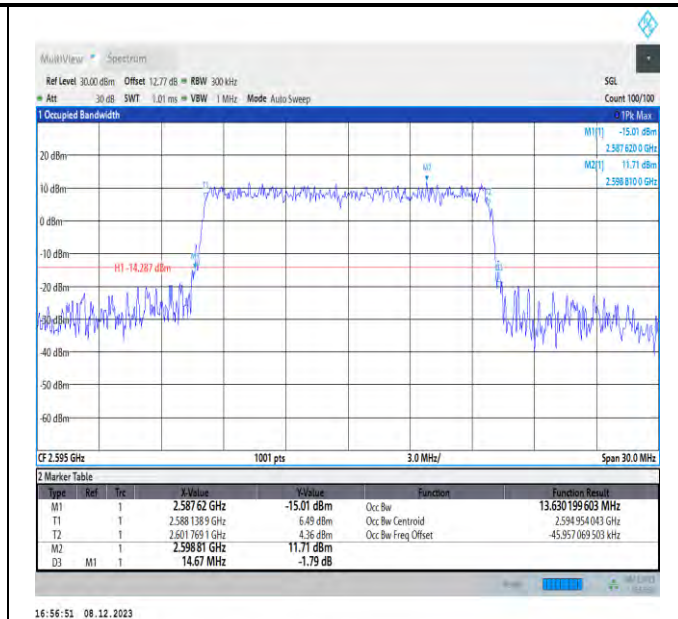 MultiView Spectrum
Ref Level 30.00 dBm Offset 12.77 dB RBW 300 kHz SGL
Att 30 dB SWT 1.01 ms VBW 1 MHz Mode Auto Sweep Count 100/100
1 Occupied Bandwidth 1Pk Max
M1[1] -15.01 dBm
2.587 620 0 GHz
M2[1] 11.71 dBm
2.598 810 0 GHz
20 dBm
M2
T1
10 dBm
0 dBm
-10 dBm
H1 -14.287 dBm
-20 dBm
-30 dBm
-40 dBm
-50 dBm
-60 dBm
CF 2.595 GHz 1001 pts 3.0 MHz/ Span 30.0 MHz
2 Marker Table
Type Ref Trc X-Value Y-Value Function Function Result
M1 1 2.587 62 GHz -15.01 dBm Occ Bw 13.630 199 603 MHz
T1 1 2.588 138 9 GHz 6.49 dBm Occ Bw Centroid 2.594 954 043 GHz
T2 1 2.601 769 1 GHz 4.36 dBm Occ Bw Freq Offset -45.957 069 503 kHz
M2 1 2.598 81 GHz 11.71 dBm
D3 M1 1 14.67 MHz -1.79 dB
16:56:51 08.12.2023